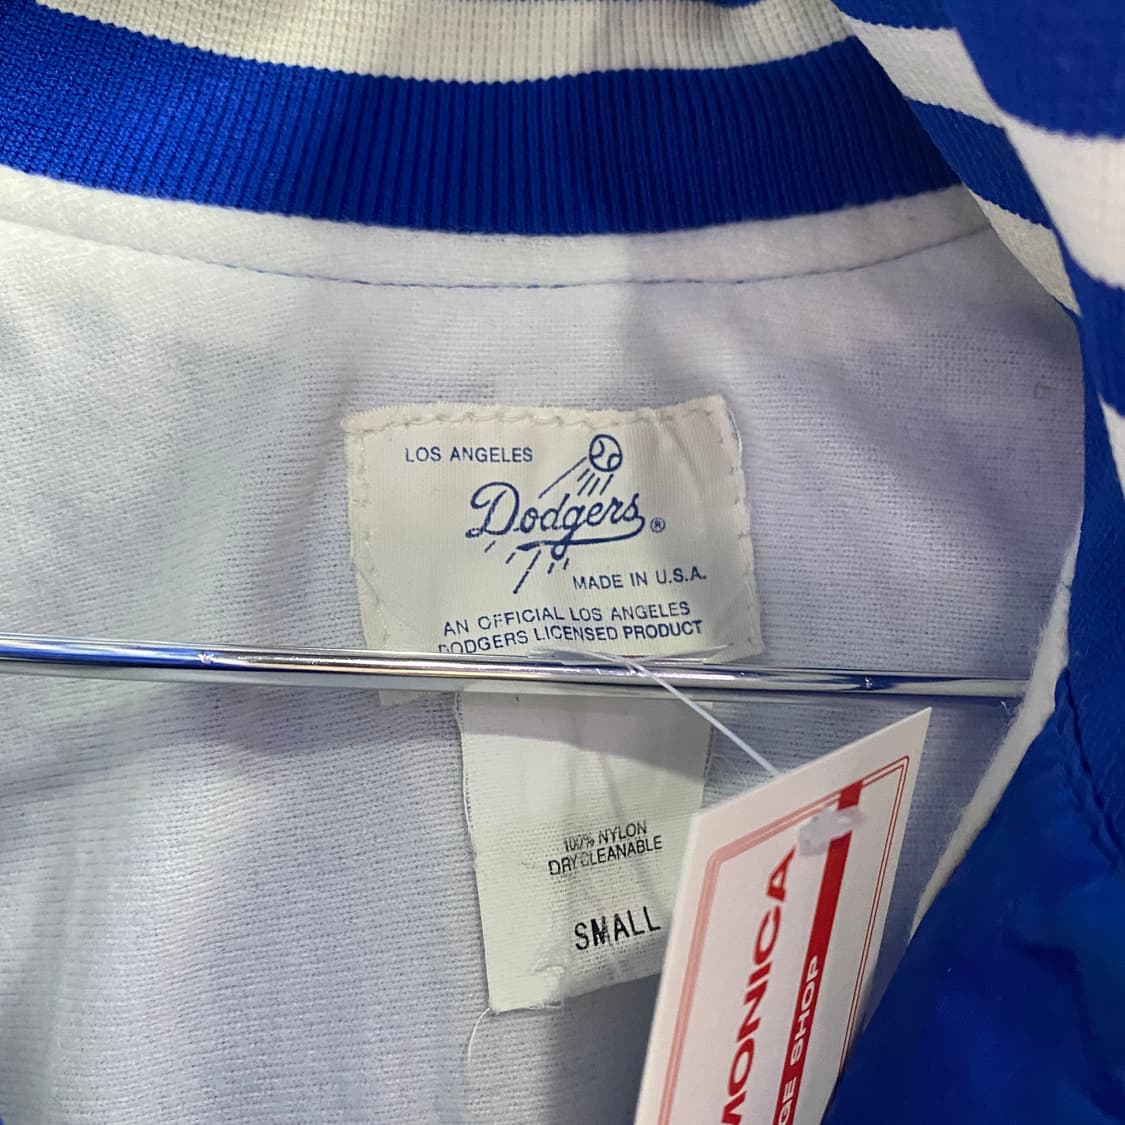 LOS ANGELES
Dodgers ®
MADE IN U.S.A.
AN OFFICIAL LOS ANGELES
DODGERS LICENSED PRODUCT
100% NYLON
DRY CLEANABLE
SMALL
MONICA
GE SHOP